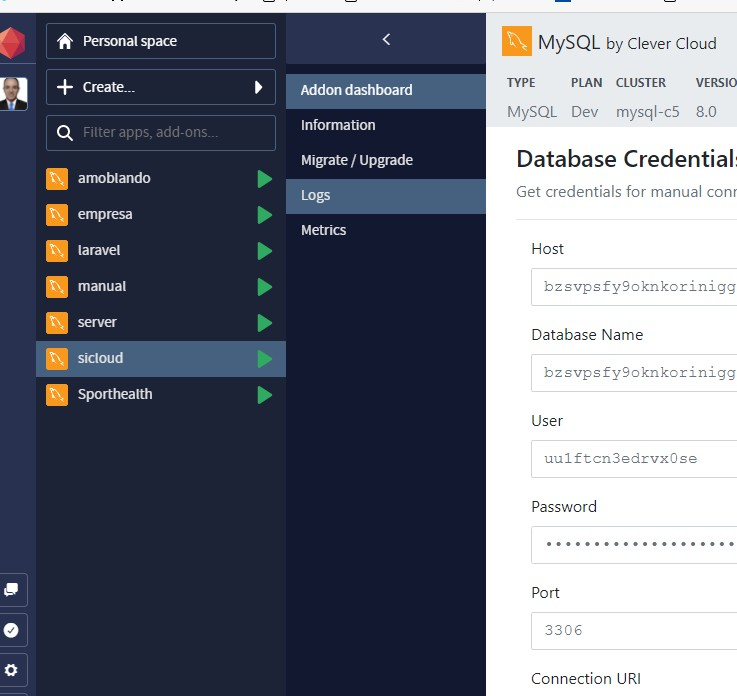 Personal space
Create...
Filter apps, add-ons...
amoblando
empresa
laravel
manual
server
sicloud
Sporthealth
Addon dashboard
Information
Migrate / Upgrade
Logs
Metrics
MySQL by Clever Cloud
TYPE PLAN CLUSTER VERSIO
MySQL Dev mysql-c5 8.0
Database Credentials
Get credentials for manual conn
Host
bzsvpsfy9oknkorinigg
Database Name
bzsvpsfy9oknkorinigg
User
uu1ftcn3edrvx0se
Password
••••••••••••••••••••
Port
3306
Connection URI